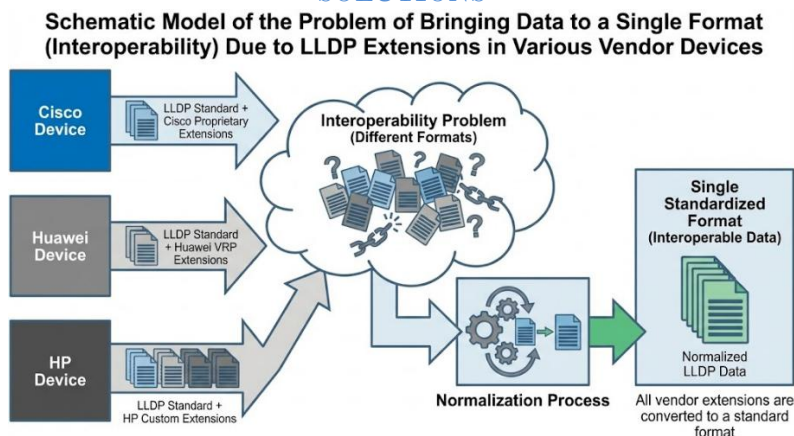 SOLUTIONS
Schematic Model of the Problem of Bringing Data to a Single Format
(Interoperability) Due to LLDP Extensions in Various Vendor Devices
Cisco
Device
LLDP Standard +
Cisco Proprietary
Extensions
Huawei
Device
LLDP Standard
+ Huawei VRP
Extensions
HP
Device
LLDP Standard +
HP Custom Extensions
Interoperability Problem
(Different Formats)
? ? ? ?
Normalization Process
Single
Standardized
Format
(Interoperable Data)
Normalized
LLDP Data
All vendor extensions are
converted to a standard
format